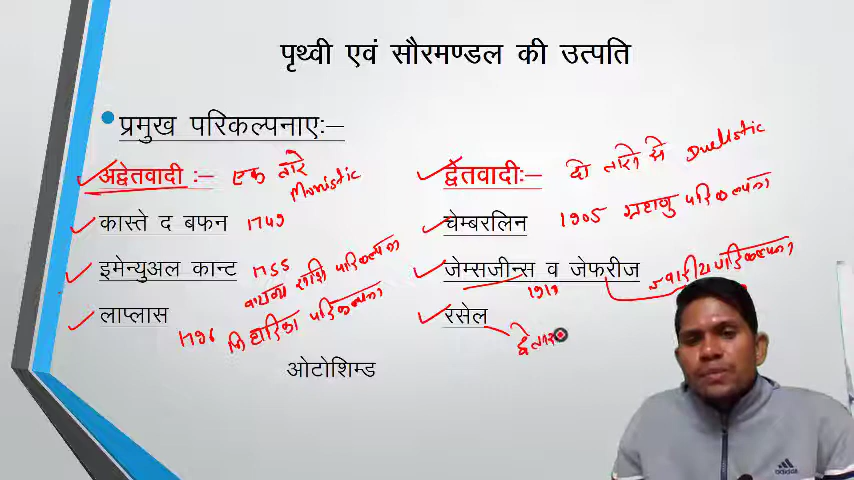 पृथ्वी एवं सौरमण्डल की उत्पति
प्रमुख परिकल्पनाए:–
अद्वेतवादी :– एक तारे
Monistic
कास्ते द बफन 1749
इमेन्युअल कान्ट 1755
वायव्य राशि परिकल्पना
लाप्लास 1796
निहारिका परिकल्पना
द्वेतवादी:– दो तारो से Duelistic
चेम्बरलिन 1905 ग्रहाणु परिकल्पना
जेम्सजीन्स व जेफरीज ज्वारीय परिकल्पना
1919
रसेल
द्वेतारक
ओटोशिम्ड
adidas